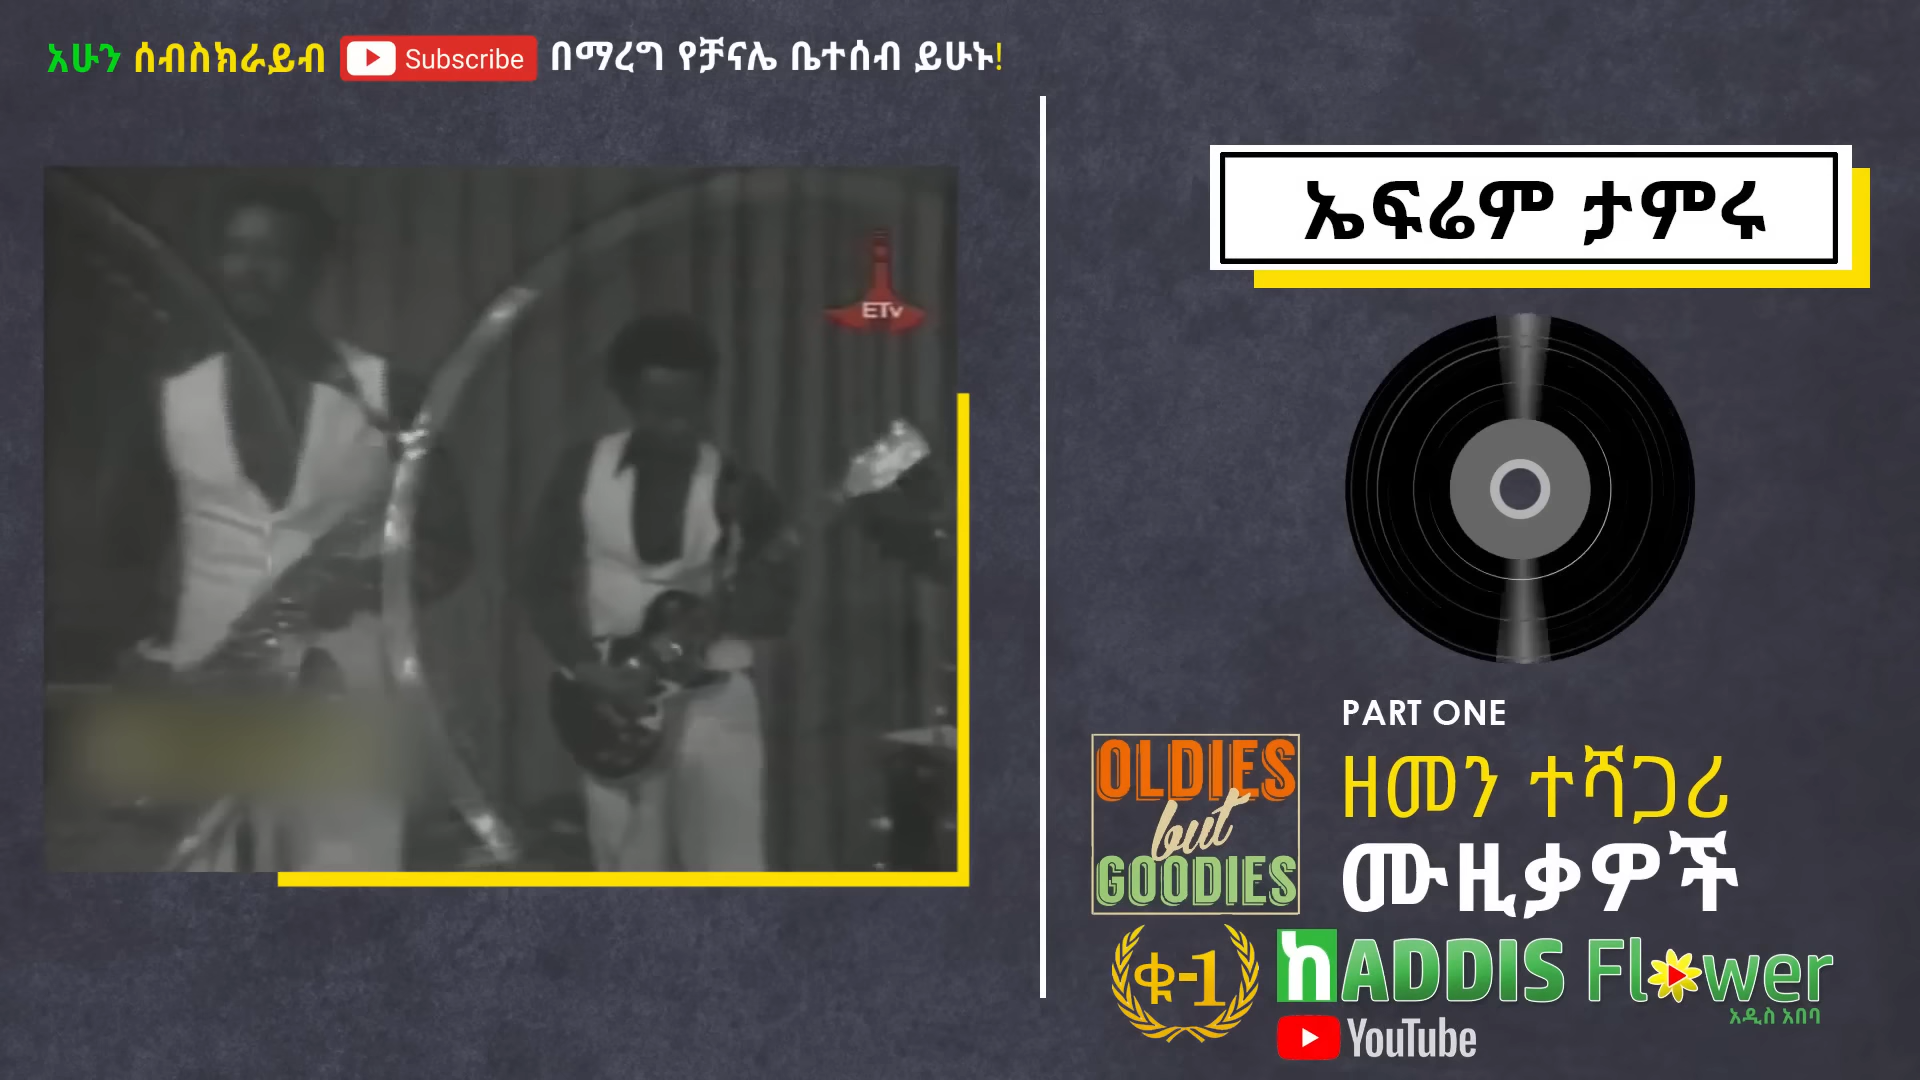 አሁን ሰብስክራይብ Subscribe በማረግ የቻናሌ ቤተሰብ ይሁኑ!
ETv
ኤፍሬም ታምሩ
PART ONE
ዘመን ተሻጋሪ
ሙዚቃዎች
OLDIES
but
GOODIES
ቁ-1
ከADDIS Flower
አዲስ አበባ
YouTube